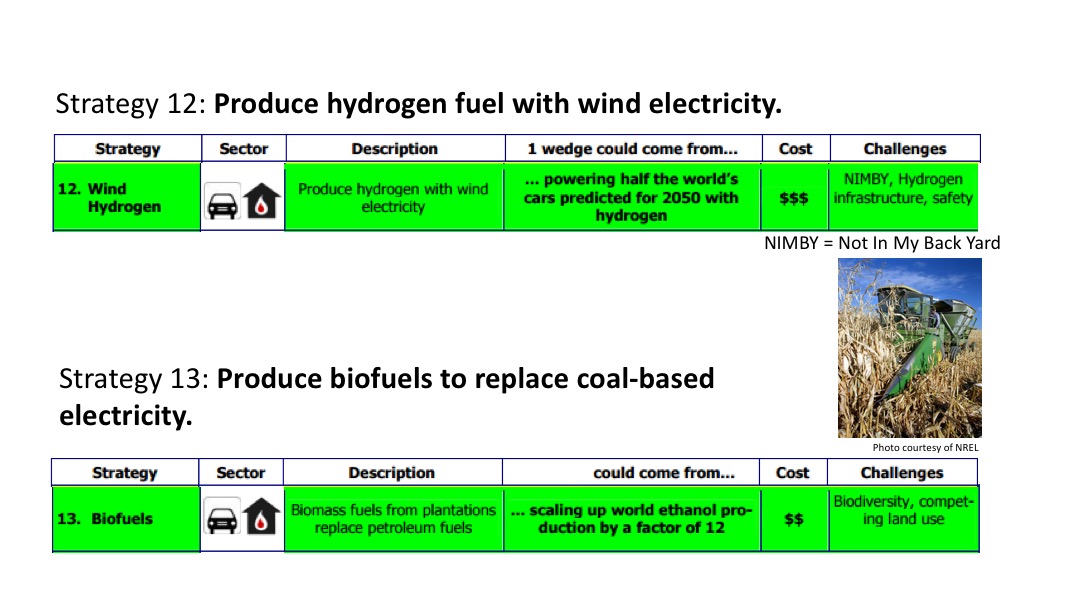 Strategy 12: Produce hydrogen fuel with wind electricity.
Strategy Sector Description 1 wedge could come from... Cost Challenges
12. Wind
Hydrogen
Produce hydrogen with wind
electricity
... powering half the world's
cars predicted for 2050 with
hydrogen
$$$
NIMBY, Hydrogen
infrastructure, safety
NIMBY = Not In My Back Yard
Strategy 13: Produce biofuels to replace coal-based
electricity.
Photo courtesy of NREL
Strategy Sector Description could come from... Cost Challenges
13. Biofuels
Biomass fuels from plantations
replace petroleum fuels
... scaling up world ethanol pro-
duction by a factor of 12
$$
Biodiversity, compet-
ing land use